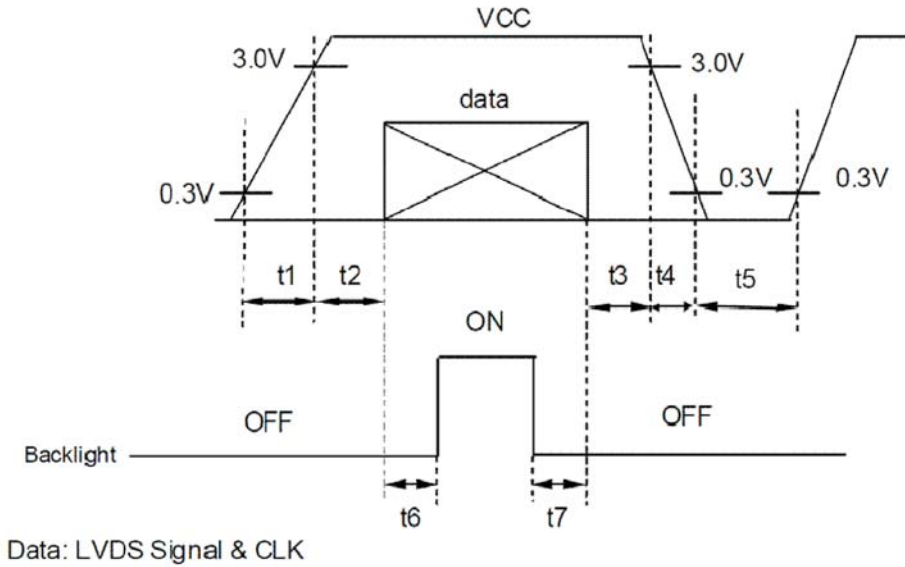 VCC
3.0V 3.0V
data
0.3V 0.3V 0.3V
t1 t2 t3 t4 t5
ON
OFF OFF
Backlight
t6 t7
Data: LVDS Signal & CLK